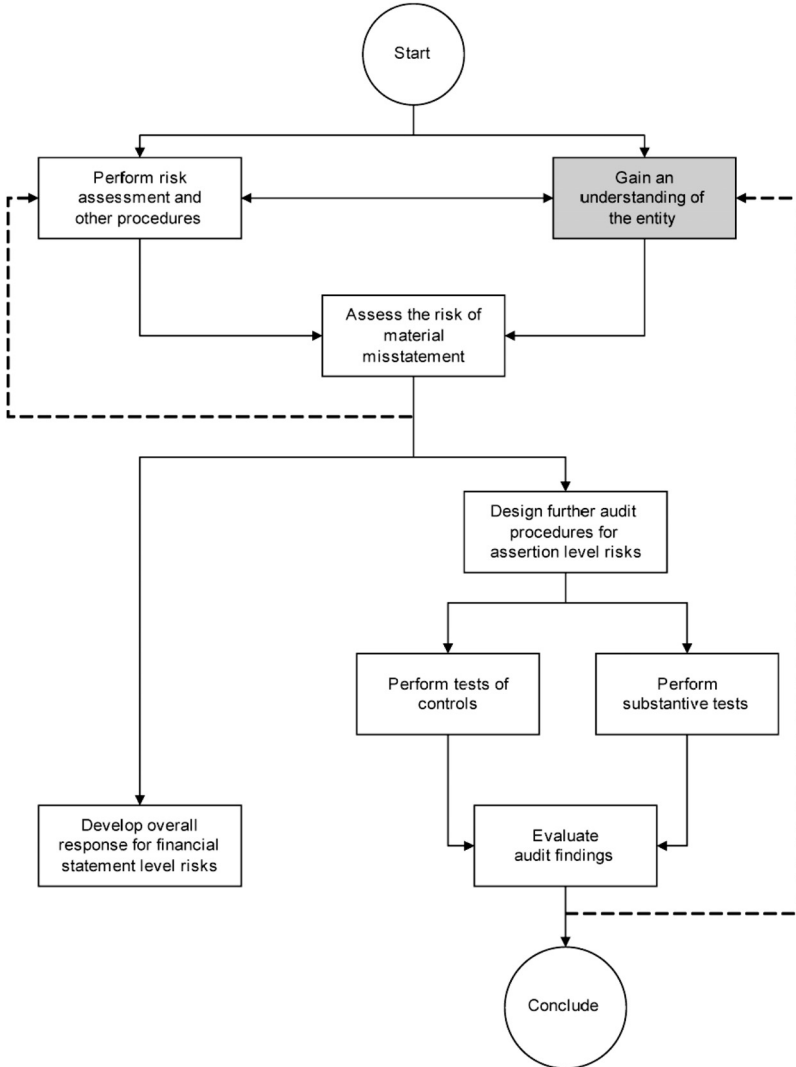 Start
Perform risk
assessment and
other procedures
Gain an
understanding of
the entity
Assess the risk of
material
misstatement
Design further audit
procedures for
assertion level risks
Perform tests of
controls
Perform
substantive tests
Develop overall
response for financial
statement level risks
Evaluate
audit findings
Conclude